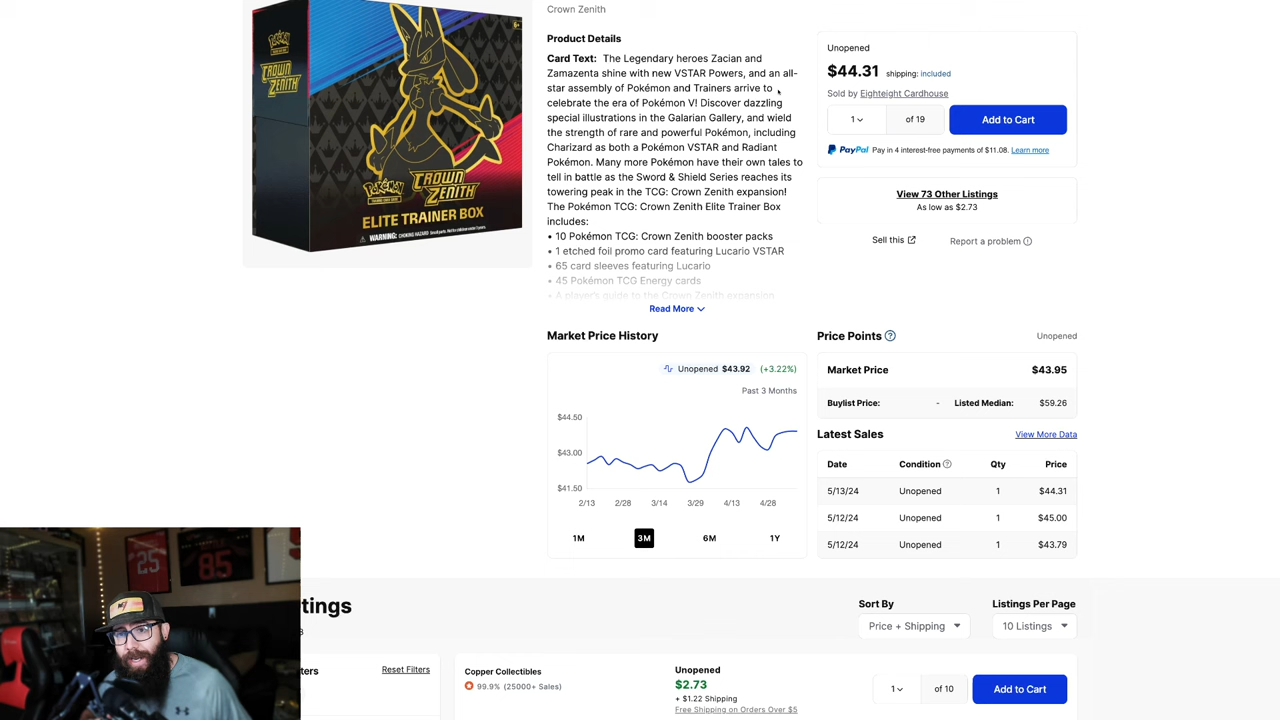 Crown Zenith
Product Details
Card Text: The Legendary heroes Zacian and
Zamazenta shine with new VSTAR Powers, and an all-
star assembly of Pokémon and Trainers arrive to
celebrate the era of Pokémon V! Discover dazzling
special illustrations in the Galarian Gallery, and wield
the strength of rare and powerful Pokémon, including
Charizard as both a Pokémon VSTAR and Radiant
Pokémon. Many more Pokémon have their own tales to
tell in battle as the Sword & Shield Series reaches its
towering peak in the TCG: Crown Zenith expansion!
The Pokémon TCG: Crown Zenith Elite Trainer Box
includes:
• 10 Pokémon TCG: Crown Zenith booster packs
• 1 etched foil promo card featuring Lucario VSTAR
• 65 card sleeves featuring Lucario
• 45 Pokémon TCG Energy cards
• A player's guide to the Crown Zenith expansion
Read More
Pokémon
CROWN ZENITH
Pokémon
CROWN ZENITH
ELITE TRAINER BOX
WARNING:
Unopened
$44.31 shipping: included
Sold by Eighteight Cardhouse
1 of 19 Add to Cart
PayPal Pay in 4 interest-free payments of $11.08. Learn more
View 73 Other Listings
As low as $2.73
Sell this Report a problem
Market Price History
Unopened $43.92 (+3.22%)
Past 3 Months
$44.50
$43.00
$41.50
2/13 2/28 3/14 3/29 4/13 4/28
1M 3M 6M 1Y
Price Points ? Unopened
Market Price $43.95
Buylist Price: - Listed Median: $59.26
Latest Sales View More Data
Date Condition ? Qty Price
5/13/24 Unopened 1 $44.31
5/12/24 Unopened 1 $45.00
5/12/24 Unopened 1 $43.79
25
85
tings
Sort By Listings Per Page
Price + Shipping 10 Listings
ters Reset Filters
Copper Collectibles
99.9% (25000+ Sales)
Unopened
$2.73
+ $1.22 Shipping
Free Shipping on Orders Over $5
1 of 10 Add to Cart